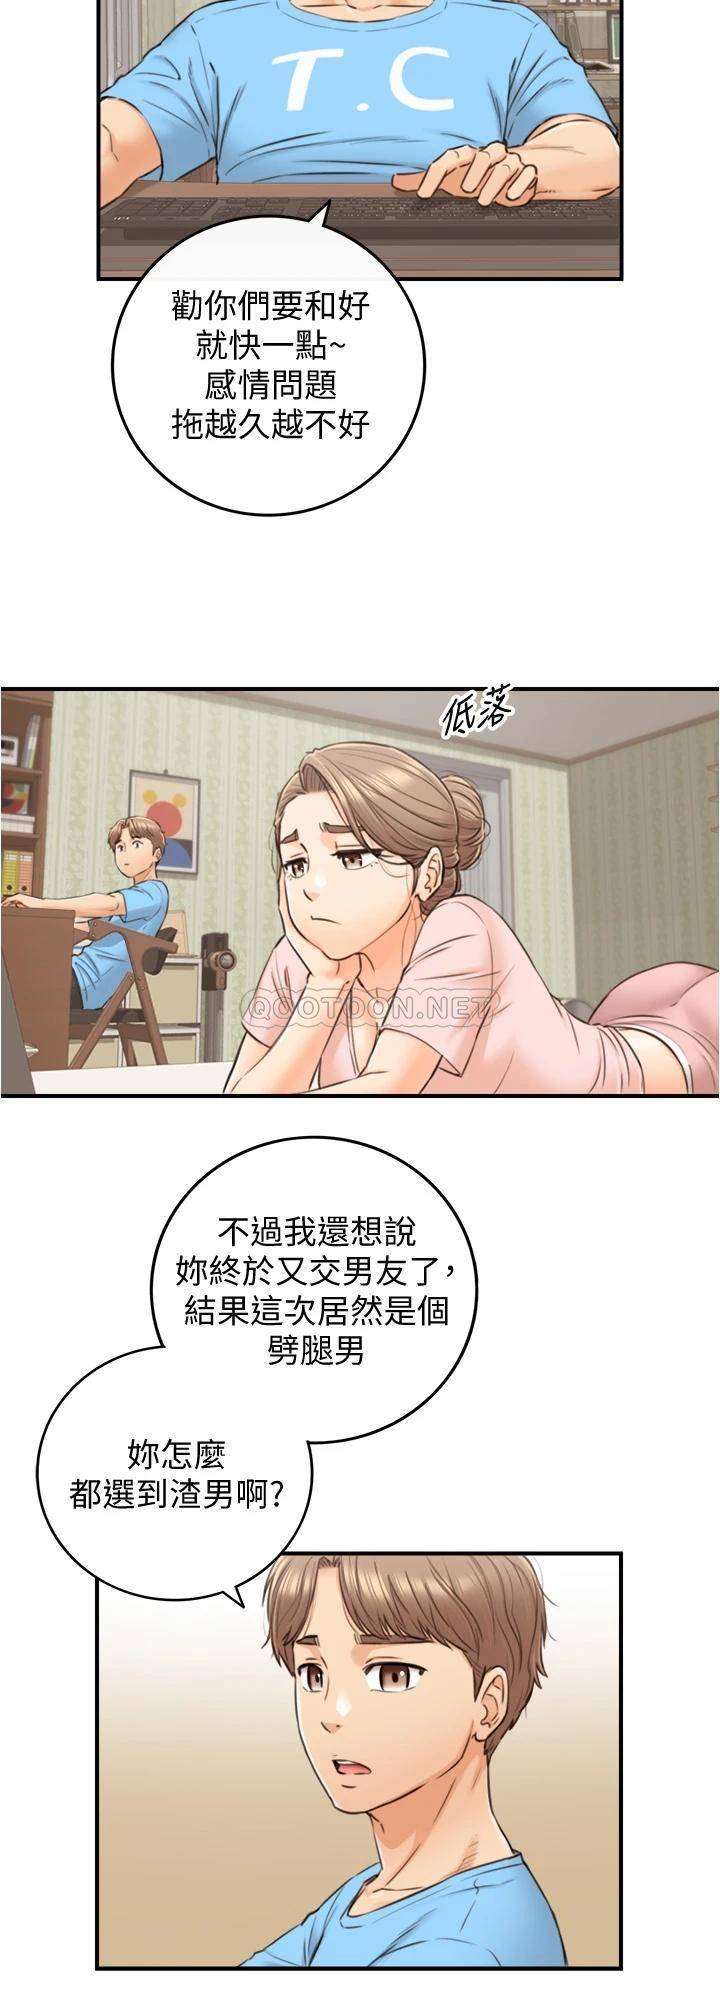 T.C
勸你們要和好
就快一點~
感情問題
拖越久越不好
低落
QOOTOON.NET
不過我還想說
妳終於又交男友了,
結果這次居然是個
劈腿男
妳怎麼
都選到渣男啊?